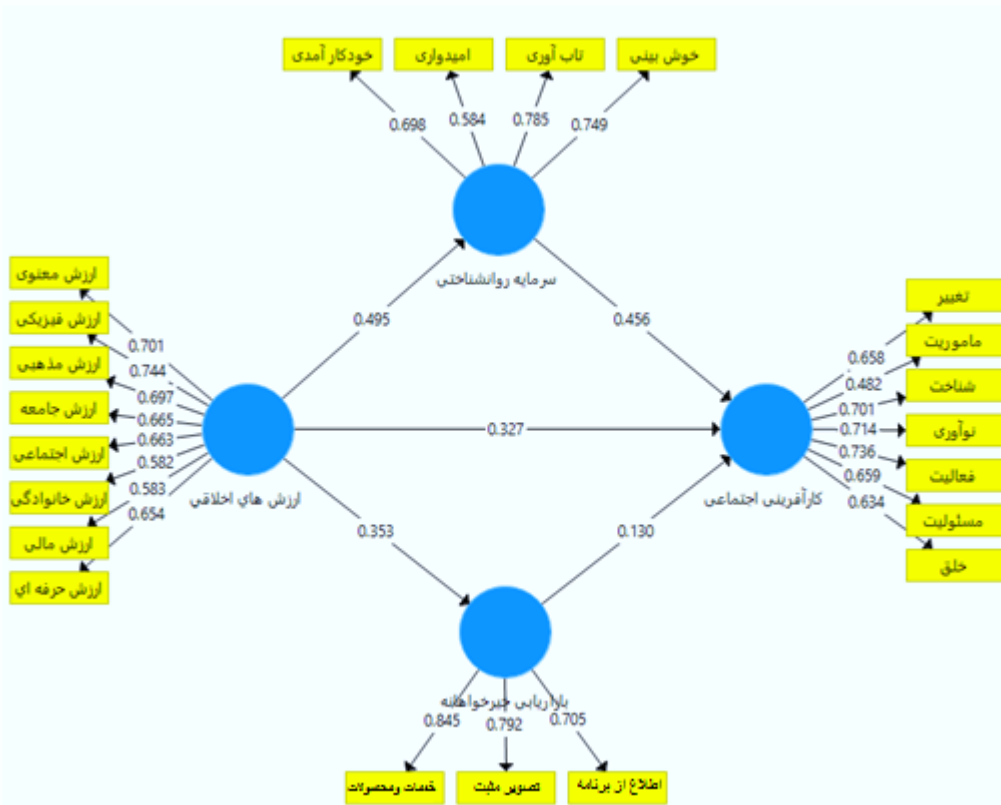 خودکار آمدی
امیدواری
تاب آوری
خوش بینی
0.698
0.584
0.785
0.749
سرمایه روانشناختی
0.495
0.456
ارزش معنوی
ارزش فیزیکی
ارزش مذهبی
ارزش جامعه
ارزش اجتماعی
ارزش خانوادگی
ارزش مالی
ارزش حرفه اي
0.701
0.744
0.697
0.665
0.663
0.582
0.583
0.654
ارزش هاي اخلاقي
0.327
کارآفرینی اجتماعی
0.658
0.482
0.701
0.714
0.736
0.659
0.634
تغییر
ماموریت
شناخت
نوآوری
فعالیت
مسئولیت
خلق
0.353
0.130
بازاریابی خیرخواهانه
0.845
0.792
0.705
خدمات ومحصولات
تصویر مثبت
اطلاع از برنامه